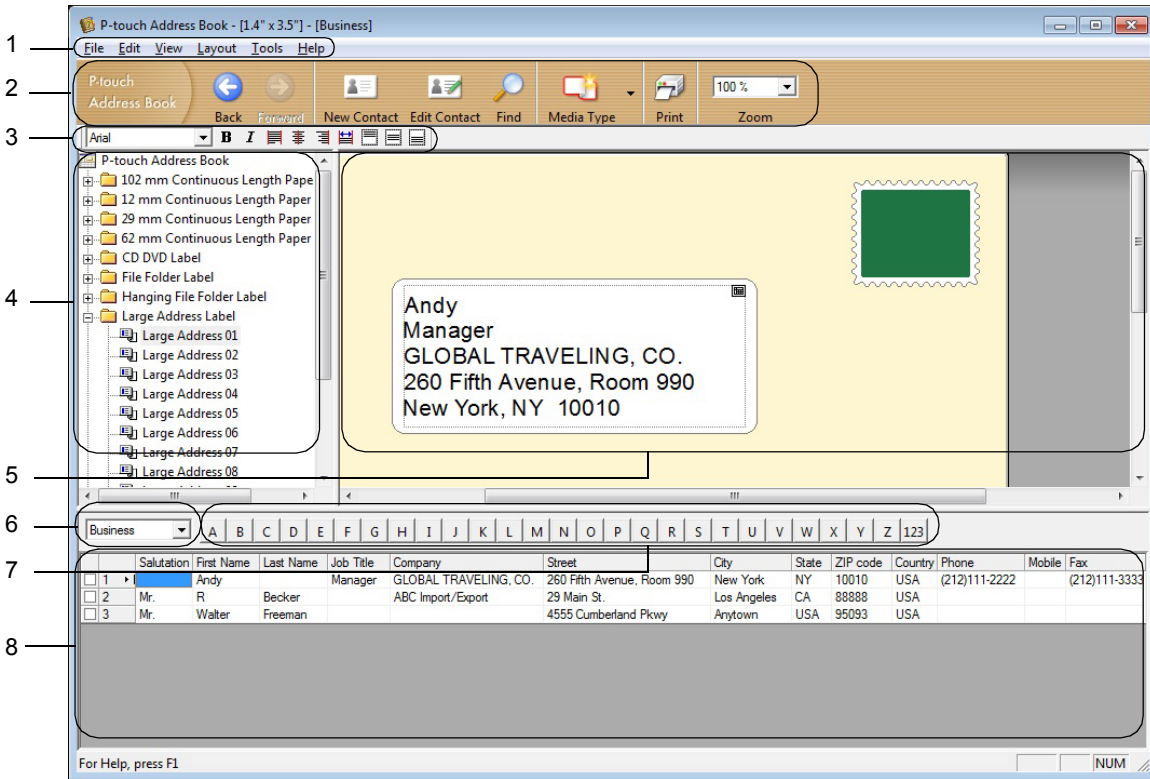 P-touch Address Book - [1.4" x 3.5"] - [Business]
1
File Edit View Layout Tools Help
2
P-touch
Address Book
Back Forward New Contact Edit Contact Find Media Type Print 100 % Zoom
3
Arial B I
P-touch Address Book
102 mm Continuous Length Pape
12 mm Continuous Length Paper
29 mm Continuous Length Paper
62 mm Continuous Length Paper
CD DVD Label
File Folder Label
4
Hanging File Folder Label
Large Address Label
Large Address 01
Large Address 02
Large Address 03
Large Address 04
Large Address 05
Large Address 06
Large Address 07
Large Address 08
Andy
Manager
GLOBAL TRAVELING, CO.
260 Fifth Avenue, Room 990
New York, NY 10010
5
6
Business A B C D E F G H I J K L M N O P Q R S T U V W X Y Z 123
7
Salutation First Name Last Name Job Title Company Street City State ZIP code Country Phone Mobile Fax
1 Andy Manager GLOBAL TRAVELING, CO. 260 Fifth Avenue, Room 990 New York NY 10010 USA (212)111-2222 (212)111-3333
2 Mr. R Becker ABC Import/Export 29 Main St. Los Angeles CA 88888 USA
3 Mr. Walter Freeman 4555 Cumberland Pkwy Anytown USA 95093 USA
8
For Help, press F1 NUM